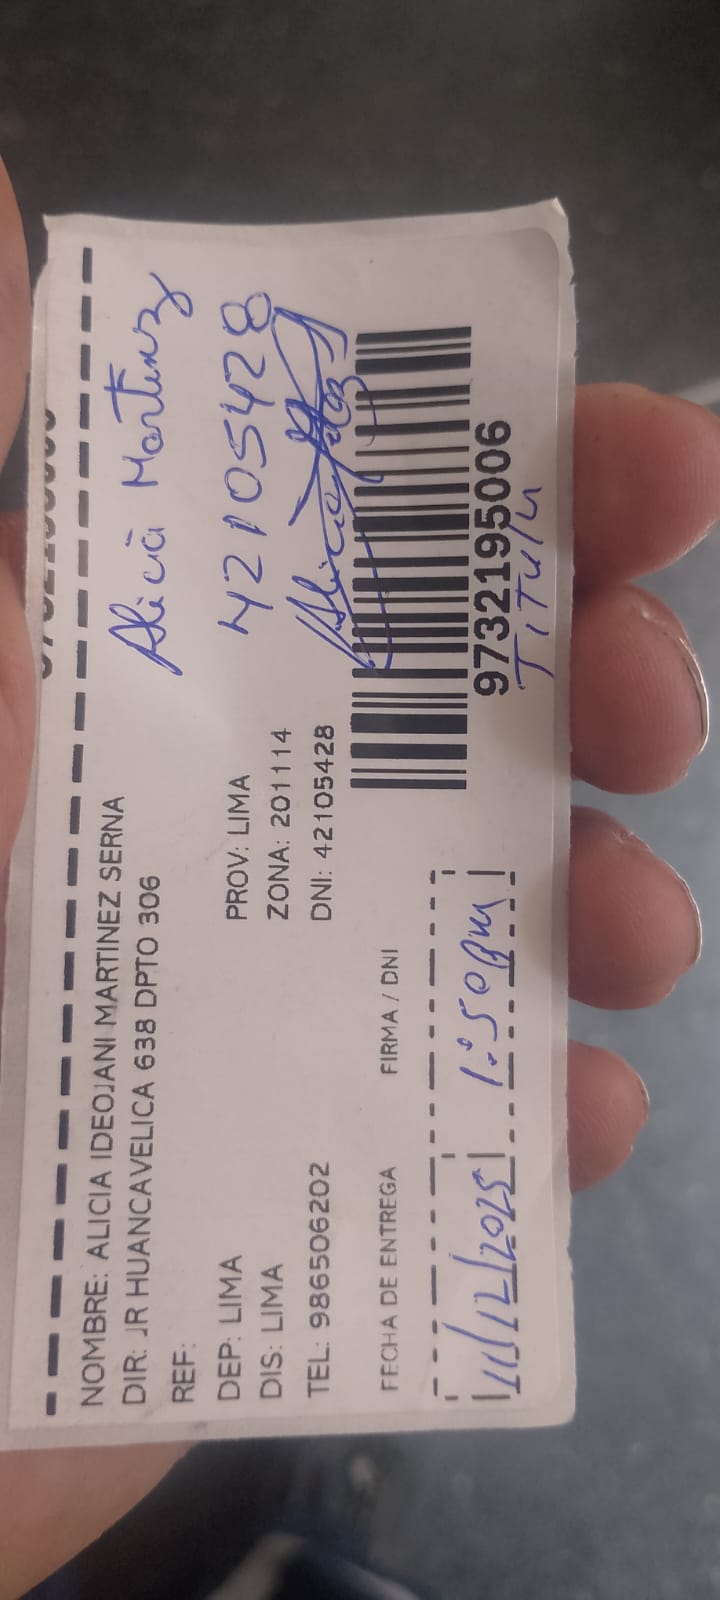 NOMBRE: ALICIA IDEOJANI MARTINEZ SERNA
DIR: JR HUANCAVELICA 638 DPTO 306
REF:
DEP: LIMA PROV: LIMA
DIS: LIMA ZONA: 201114
TEL: 986506202 DNI: 42105428
Alicia Martinez
42105428
FECHA DE ENTREGA FIRMA / DNI
11/12/2025 1:50pm
9732195006